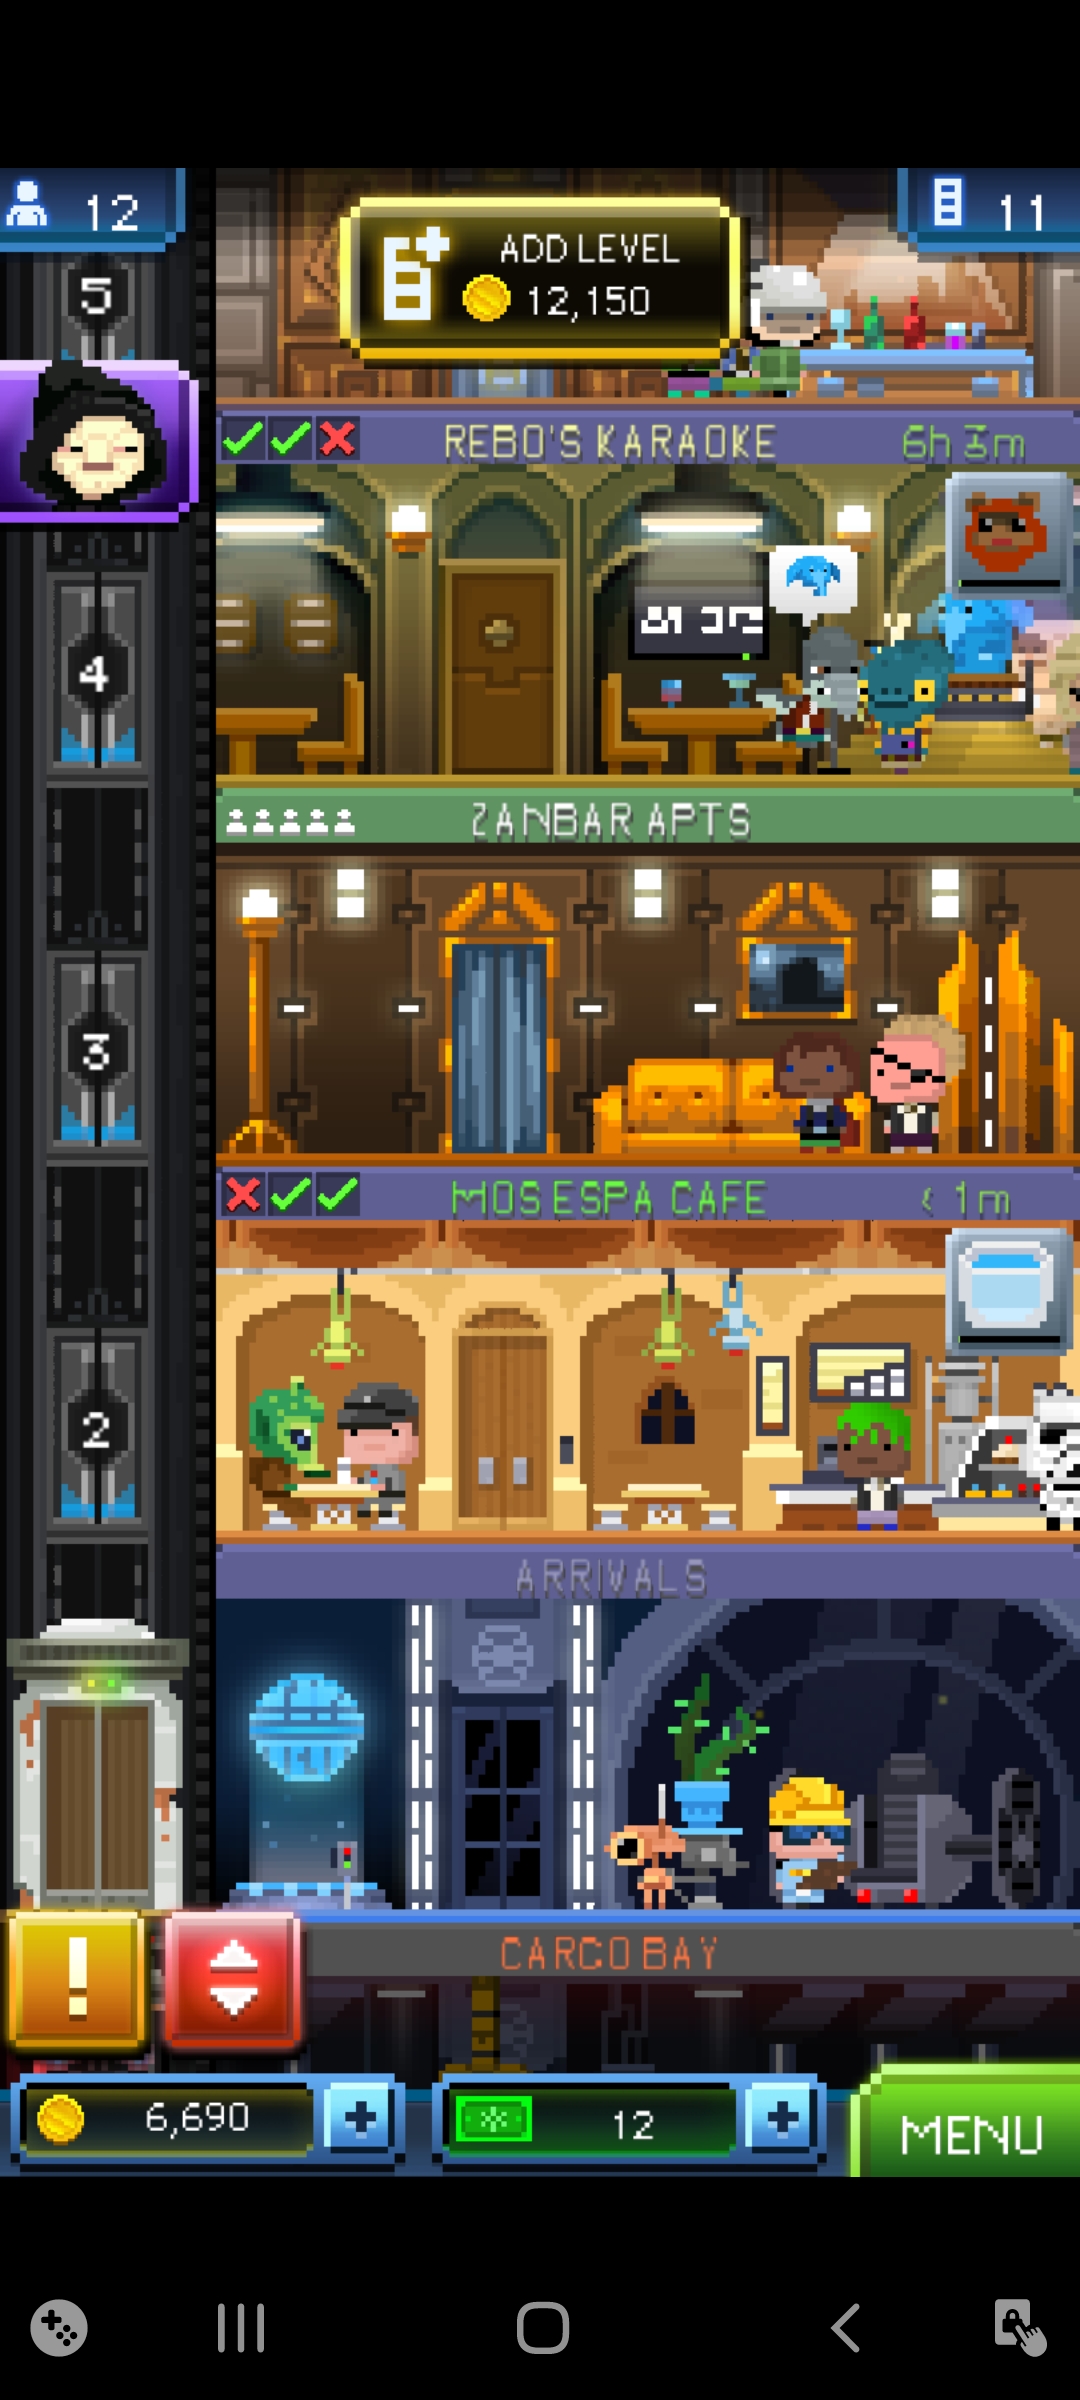 12
ADD LEVEL
12,150
11
5
REBO'S KARAOKE
6h 3m
4
ZANBAR APTS
3
MOS ESPA CAFE
< 1m
2
ARRIVALS
!
CARGO BAY
6,690
+
12
+
MENU